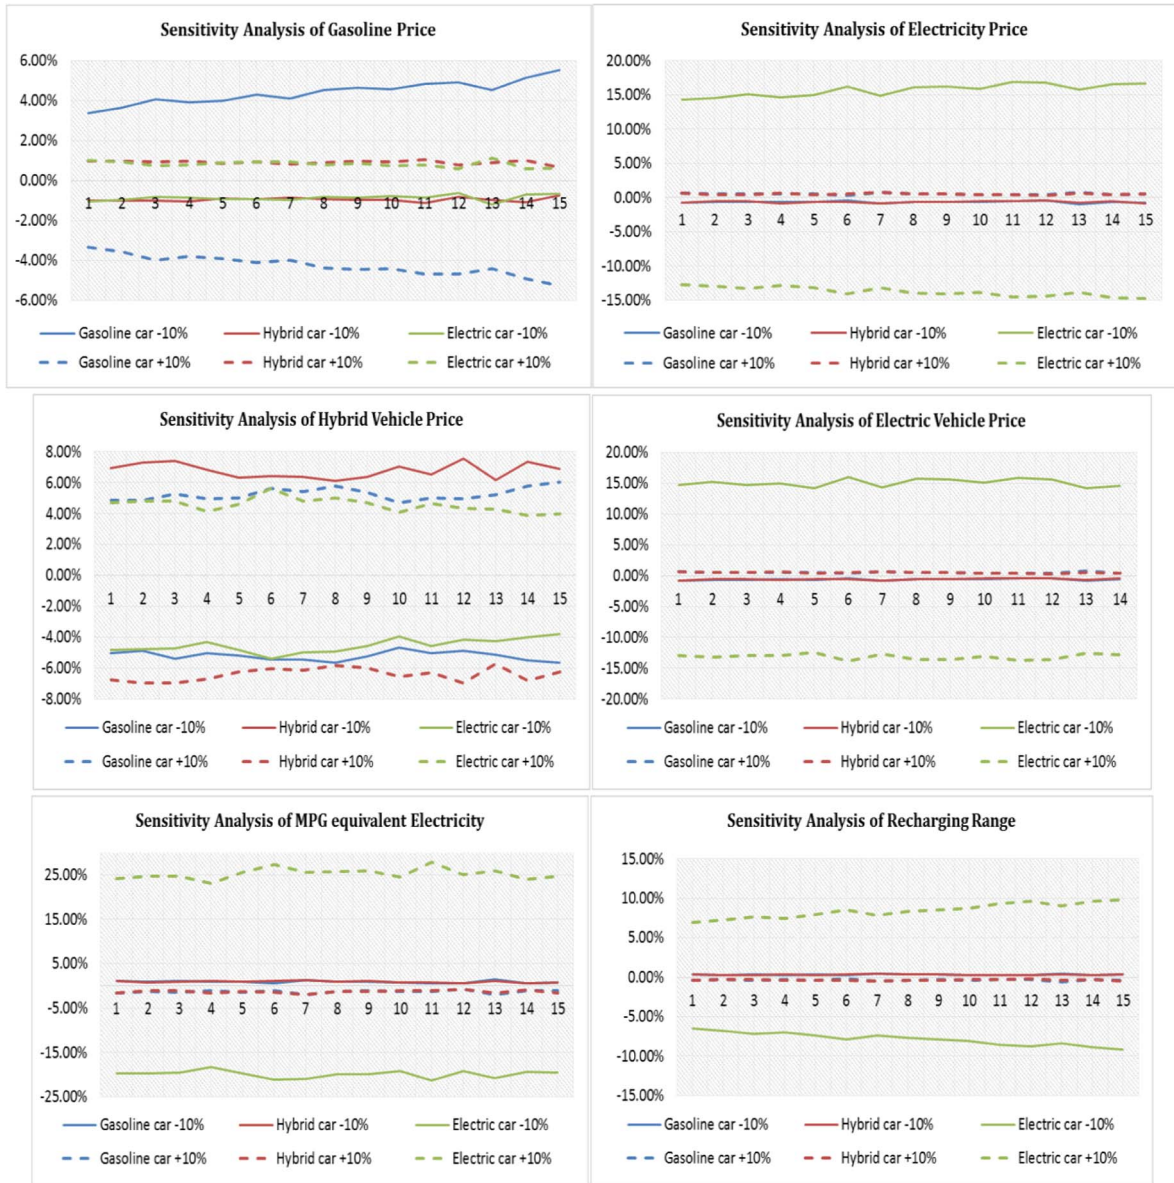 Sensitivity Analysis of Gasoline Price
6.00%
4.00%
2.00%
0.00%
1 2 3 4 5 6 7 8 9 10 11 12 13 14 15
-2.00%
-4.00%
-6.00%
Gasoline car -10% Hybrid car -10% Electric car -10%
Gasoline car +10% Hybrid car +10% Electric car +10%
Sensitivity Analysis of Electricity Price
20.00%
15.00%
10.00%
5.00%
0.00%
1 2 3 4 5 6 7 8 9 10 11 12 13 14 15
-5.00%
-10.00%
-15.00%
Gasoline car -10% Hybrid car -10% Electric car -10%
Gasoline car +10% Hybrid car +10% Electric car +10%
Sensitivity Analysis of Hybrid Vehicle Price
8.00%
6.00%
4.00%
2.00%
0.00%
1 2 3 4 5 6 7 8 9 10 11 12 13 14 15
-2.00%
-4.00%
-6.00%
-8.00%
Gasoline car -10% Hybrid car -10% Electric car -10%
Gasoline car +10% Hybrid car +10% Electric car +10%
Sensitivity Analysis of Electric Vehicle Price
20.00%
15.00%
10.00%
5.00%
0.00%
1 2 3 4 5 6 7 8 9 10 11 12 13 14
-5.00%
-10.00%
-15.00%
-20.00%
Gasoline car -10% Hybrid car -10% Electric car -10%
Gasoline car +10% Hybrid car +10% Electric car +10%
Sensitivity Analysis of MPG equivalent Electricity
25.00%
15.00%
5.00%
-5.00%
1 2 3 4 5 6 7 8 9 10 11 12 13 14 15
-15.00%
-25.00%
Gasoline car -10% Hybrid car -10% Electric car -10%
Gasoline car +10% Hybrid car +10% Electric car +10%
Sensitivity Analysis of Recharging Range
15.00%
10.00%
5.00%
0.00%
1 2 3 4 5 6 7 8 9 10 11 12 13 14 15
-5.00%
-10.00%
-15.00%
Gasoline car -10% Hybrid car -10% Electric car -10%
Gasoline car +10% Hybrid car +10% Electric car +10%